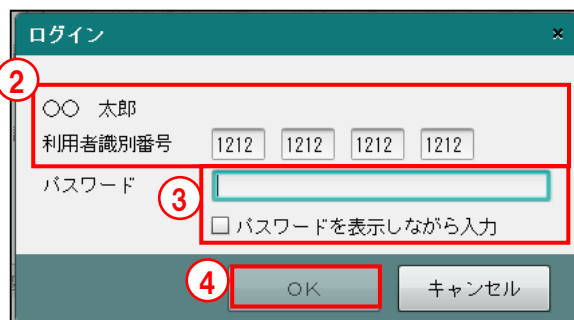 ログイン ×
②
○○　太郎
利用者識別番号 1212 1212 1212 1212
パスワード
③
パスワードを表示しながら入力
④ OK キャンセル